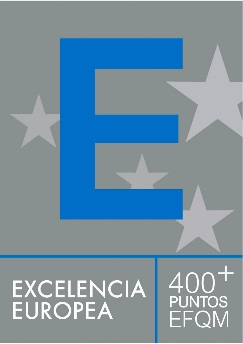 E
EXCELENCIA
EUROPEA
400+
PUNTOS
EFQM